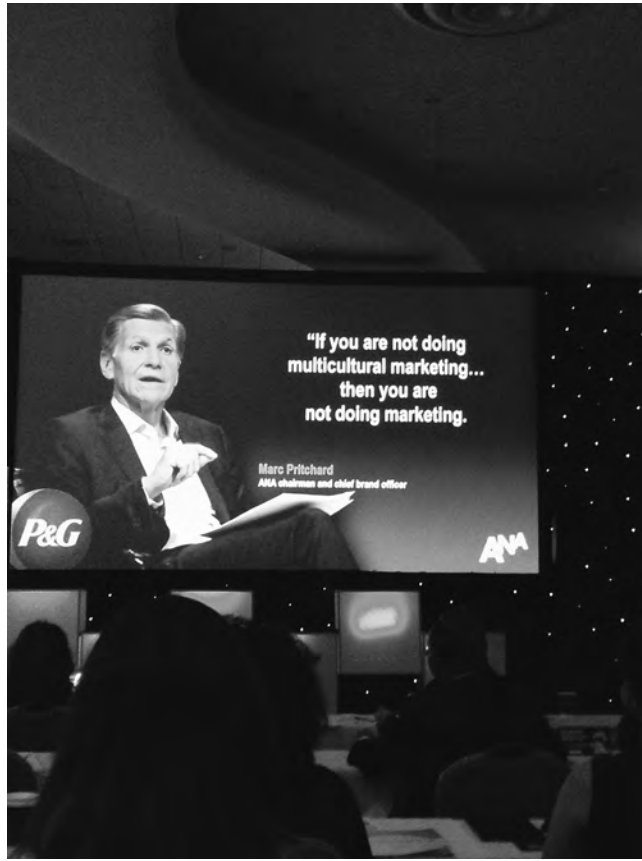 “If you are not doing
multicultural marketing...
then you are
not doing marketing.
Marc Pritchard
ANA chairman and chief brand officer
P&G
ANA